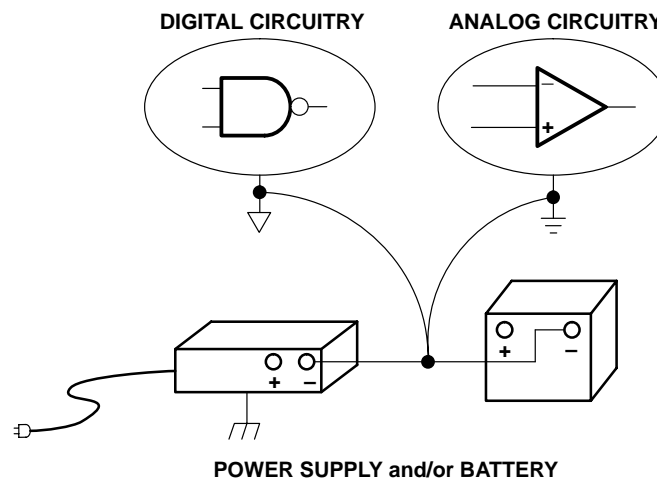 DIGITAL CIRCUITRY
ANALOG CIRCUITRY
−
+
+ −
+ −
POWER SUPPLY and/or BATTERY